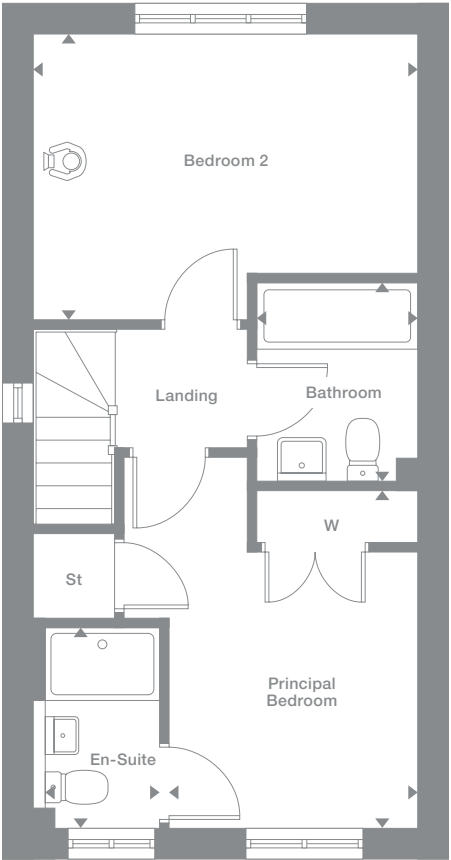 Bedroom 2
Landing
Bathroom
W
St
Principal
Bedroom
En-Suite